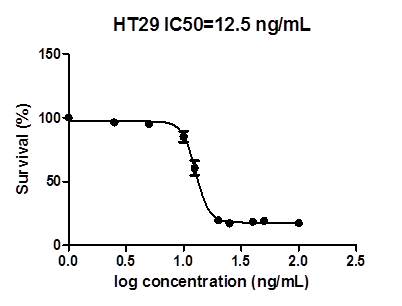 HT29 IC50=12.5 ng/mL
150
100
50
0
Survival (%)
0.0 0.5 1.0 1.5 2.0 2.5
log concentration (ng/mL)